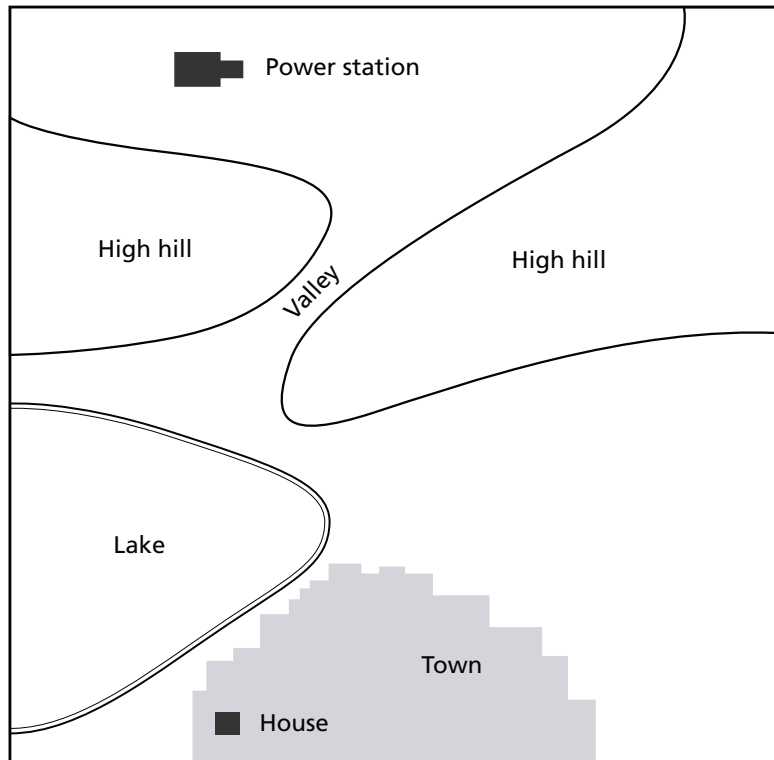 Power station
High hill
High hill
Valley
Lake
Town
House